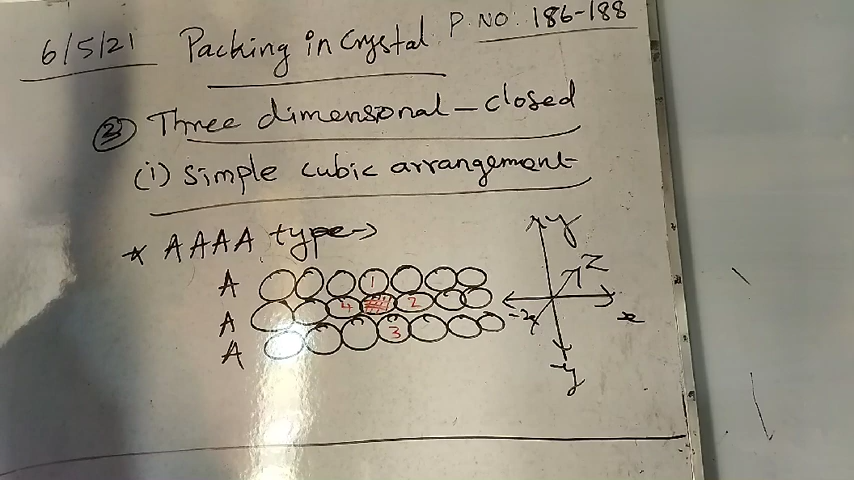 6/5/21 Packing in Crystal P.NO. 186-188
③ Three dimensional - closed
(i) Simple cubic arrangement
* AAAA type →
y
A 1
z
A 4 2
x
A 3
-y